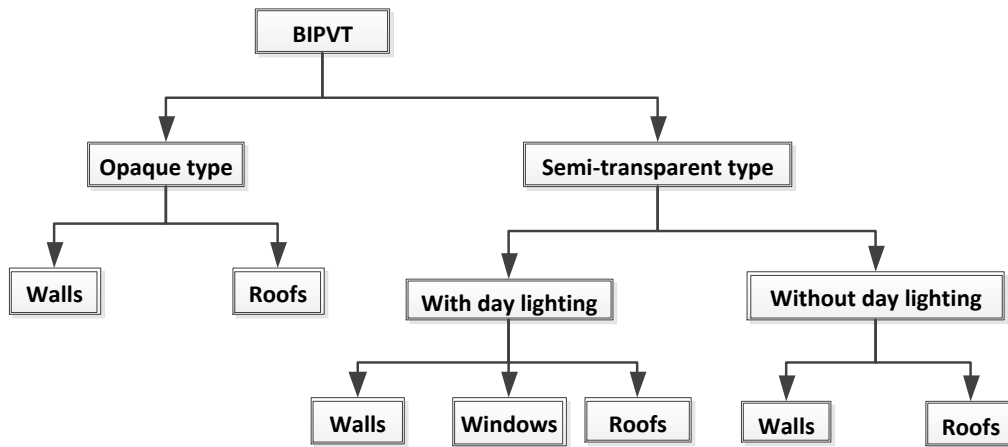 BIPVT
Opaque type
Semi-transparent type
Walls
Roofs
With day lighting
Without day lighting
Walls
Windows
Roofs
Walls
Roofs